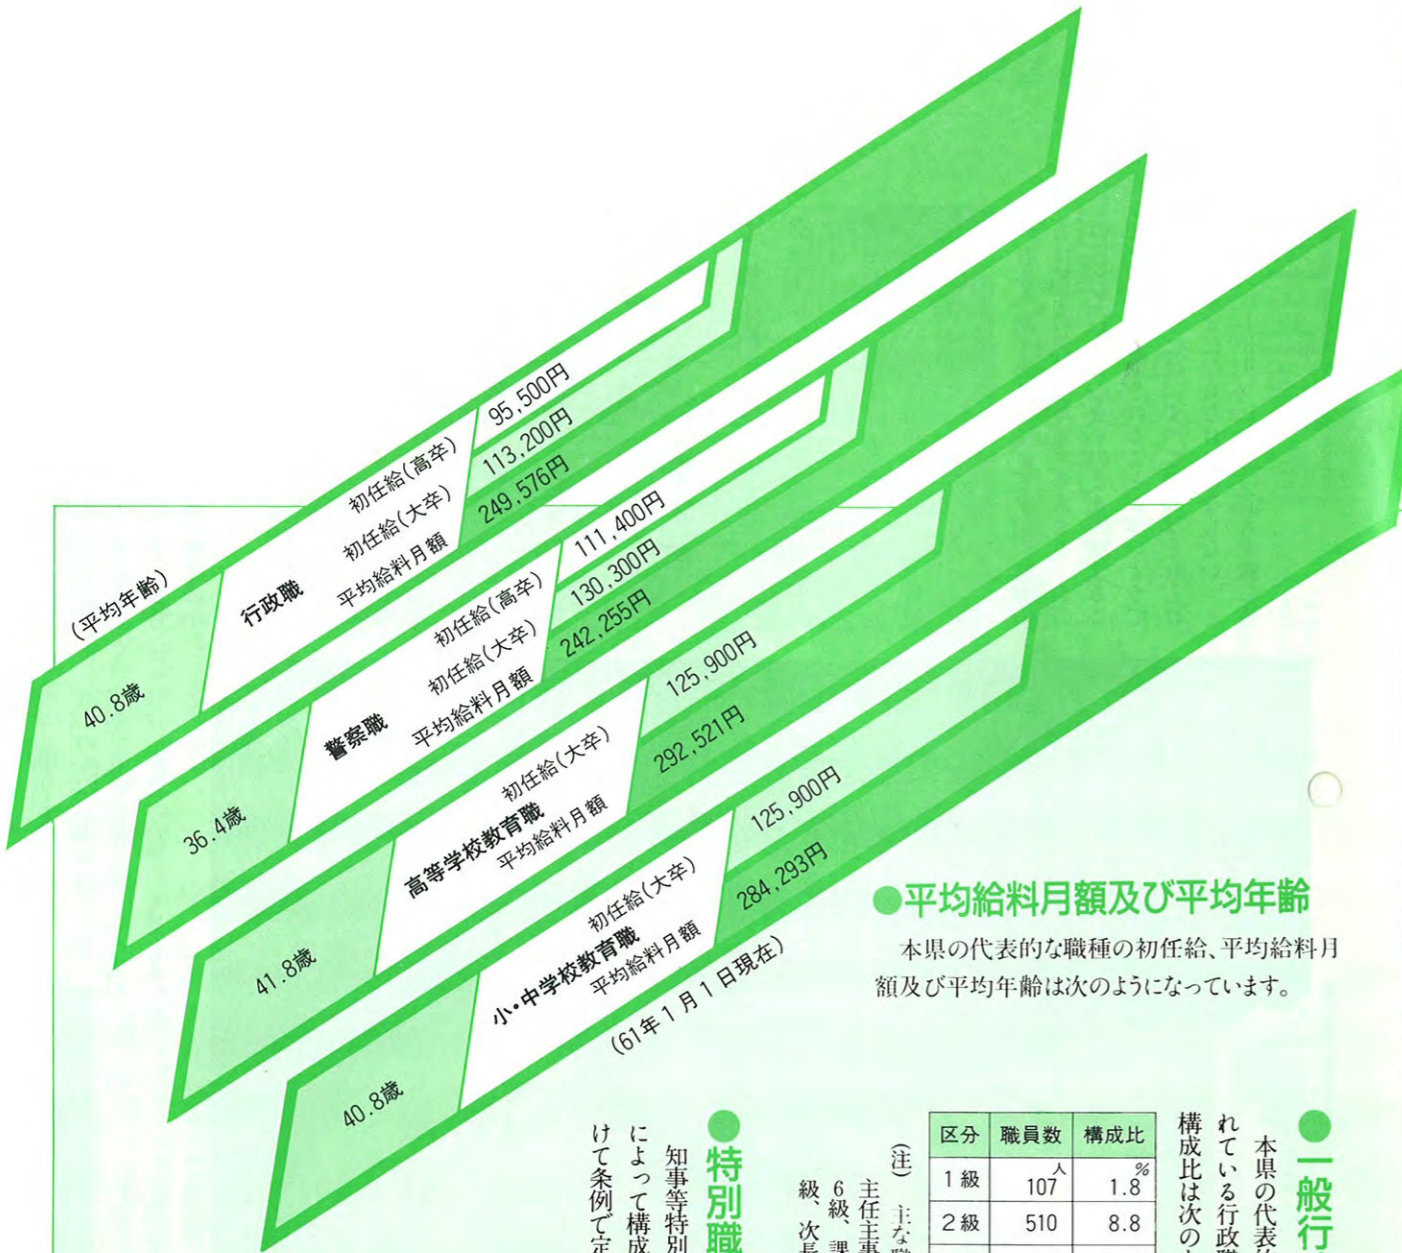 (平均年齢)
40.8歳
行政職
初任給(高卒)
95,500円
初任給(大卒)
113,200円
平均給料月額
249,576円
36.4歳
警察職
初任給(高卒)
111,400円
初任給(大卒)
130,300円
平均給料月額
242,255円
41.8歳
高等学校教育職
初任給(大卒)
125,900円
平均給料月額
292,521円
40.8歳
小・中学校教育職
初任給(大卒)
125,900円
平均給料月額
284,293円
(61年1月1日現在)
●平均給料月額及び平均年齢
本県の代表的な職種の初任給、平均給料月
額及び平均年齢は次のようになっています。
●一般行
本県の代表的
れている行政職
構成比は次のよ
区分 職員数 構成比
1級 107人 1.8%
2級 510 8.8
(注) 主な職
主任主事
6級、課
級、次長
●特別職
知事等特別
によって構成
けて条例で定